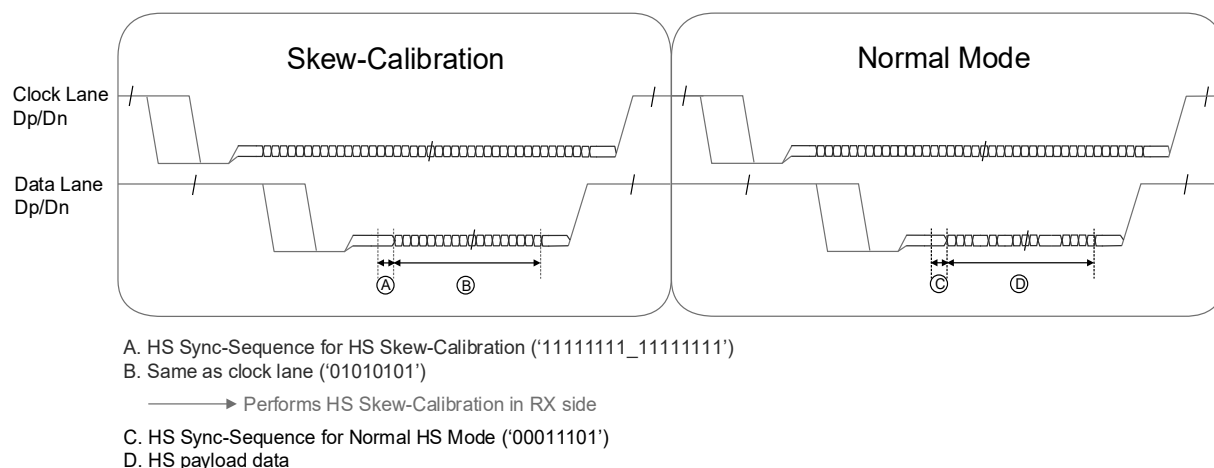 Skew-Calibration
Normal Mode
Clock Lane
Dp/Dn
Data Lane
Dp/Dn
A
B
C
D
A. HS Sync-Sequence for HS Skew-Calibration (‘11111111_11111111’)
B. Same as clock lane (‘01010101’)
Performs HS Skew-Calibration in RX side
C. HS Sync-Sequence for Normal HS Mode (‘00011101’)
D. HS payload data